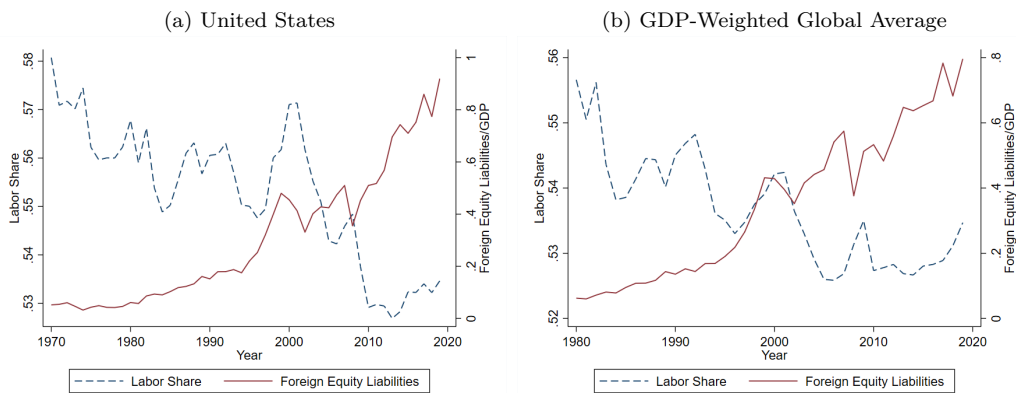 (a) United States
.58
.57
.56
.55
.54
.53
Labor Share
1
.8
.6
.4
.2
0
Foreign Equity Liabilities/GDP
1970
1980
1990
2000
2010
2020
Year
Labor Share
Foreign Equity Liabilities
(b) GDP-Weighted Global Average
.56
.55
.54
.53
.52
Labor Share
.8
.6
.4
.2
0
Foreign Equity Liabilities/GDP
1980
1990
2000
2010
2020
Year
Labor Share
Foreign Equity Liabilities